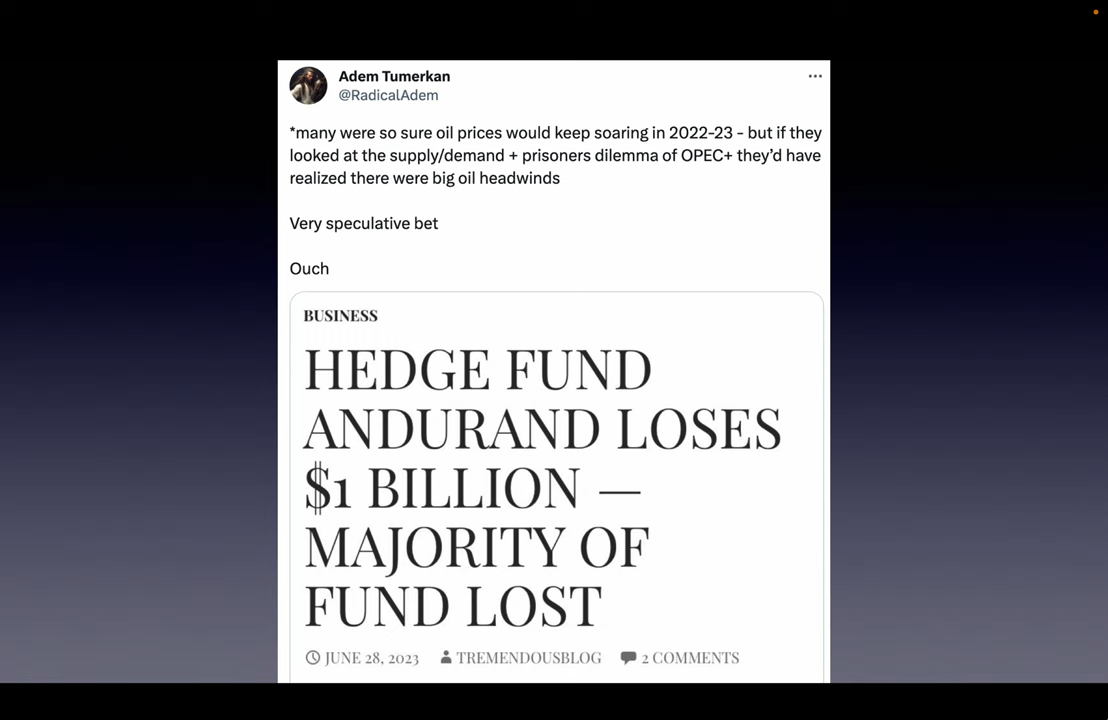 Adem Tumerkan
@RadicalAdem
*many were so sure oil prices would keep soaring in 2022-23 - but if they
looked at the supply/demand + prisoners dilemma of OPEC+ they’d have
realized there were big oil headwinds
Very speculative bet
Ouch
BUSINESS
HEDGE FUND
ANDURAND LOSES
$1 BILLION —
MAJORITY OF
FUND LOST
JUNE 28, 2023 TREMENDOUSBLOG 2 COMMENTS